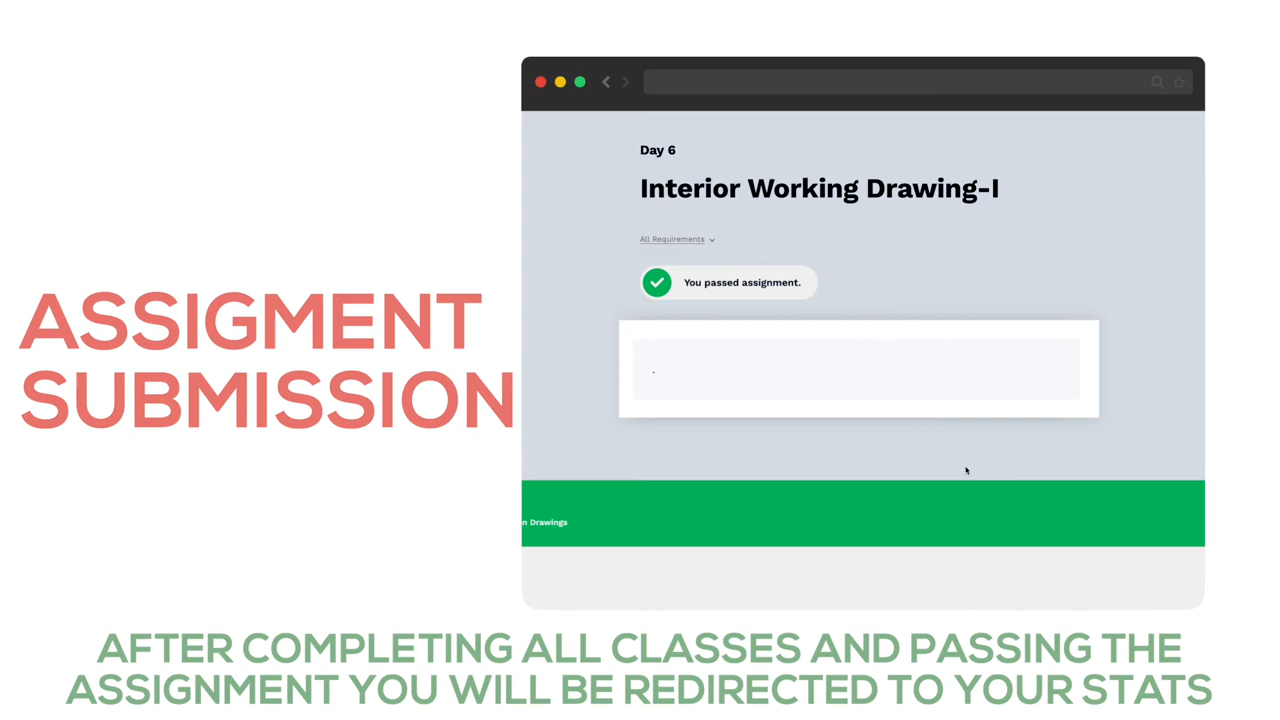 ASSIGMENT
SUBMISSION
Day 6
Interior Working Drawing-I
All Requirements
You passed assignment.
.
n Drawings
AFTER COMPLETING ALL CLASSES AND PASSING THE
ASSIGNMENT YOU WILL BE REDIRECTED TO YOUR STATS